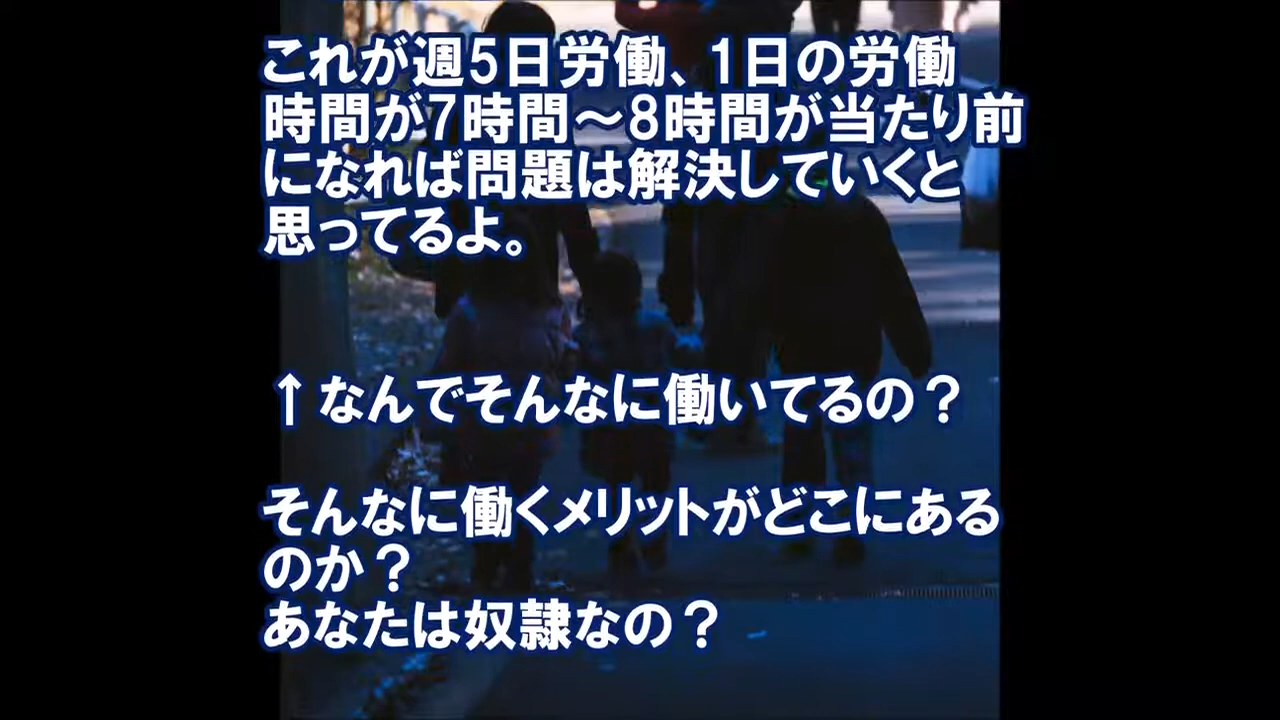 これが週5日労働、1日の労働
時間が7時間～8時間が当たり前
になれば問題は解決していくと
思ってるよ。
↑なんでそんなに働いてるの？
そんなに働くメリットがどこにある
のか？
あなたは奴隷なの？